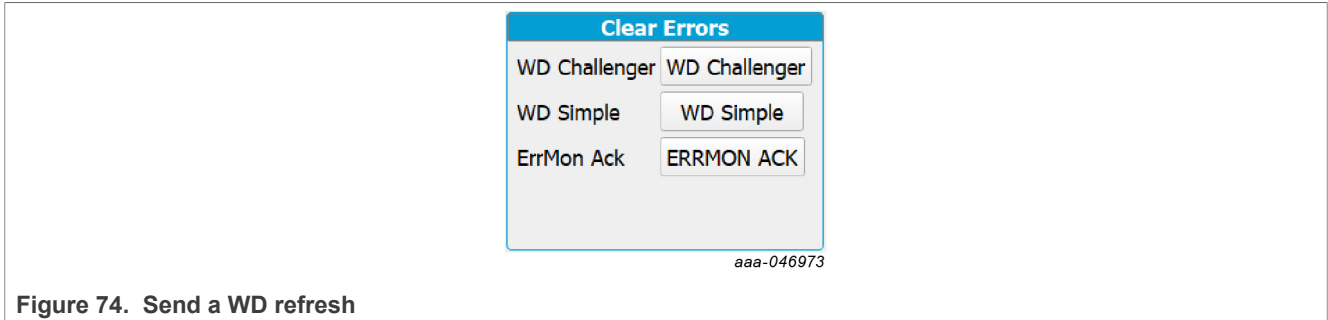 Clear Errors
WD Challenger WD Challenger
WD Simple WD Simple
ErrMon Ack ERRMON ACK
aaa-046973
Figure 74. Send a WD refresh